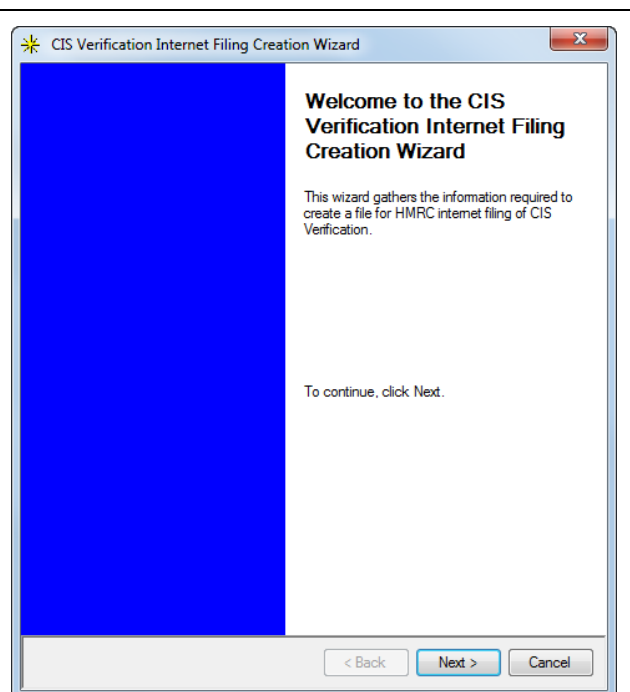 CIS Verification Internet Filing Creation Wizard
Welcome to the CIS
Verification Internet Filing
Creation Wizard
This wizard gathers the information required to
create a file for HMRC internet filing of CIS
Verification.
To continue, click Next.
< Back Next > Cancel